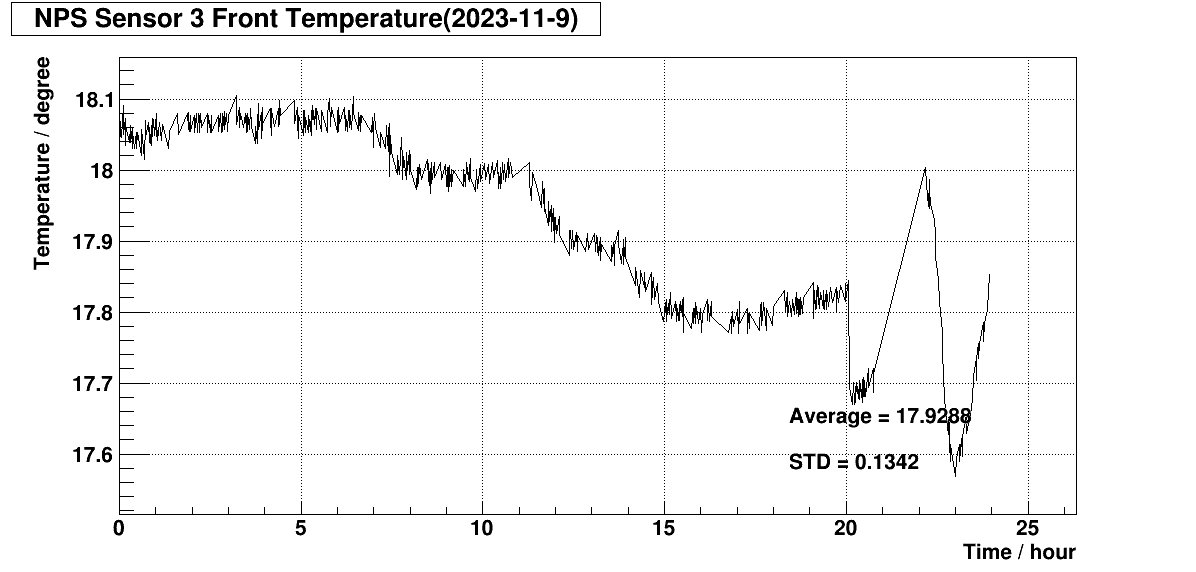 NPS Sensor 3 Front Temperature(2023-11-9)
Temperature / degree
18.1
18
17.9
17.8
17.7
17.6
Average = 17.9288
STD = 0.1342
0 5 10 15 20 25
Time / hour